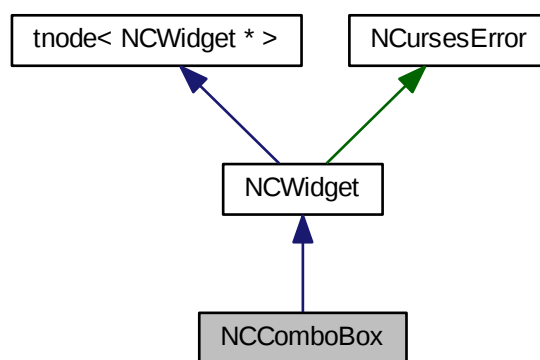 tnode< NCWidget * >
NCursesError
NCWidget
NCComboBox